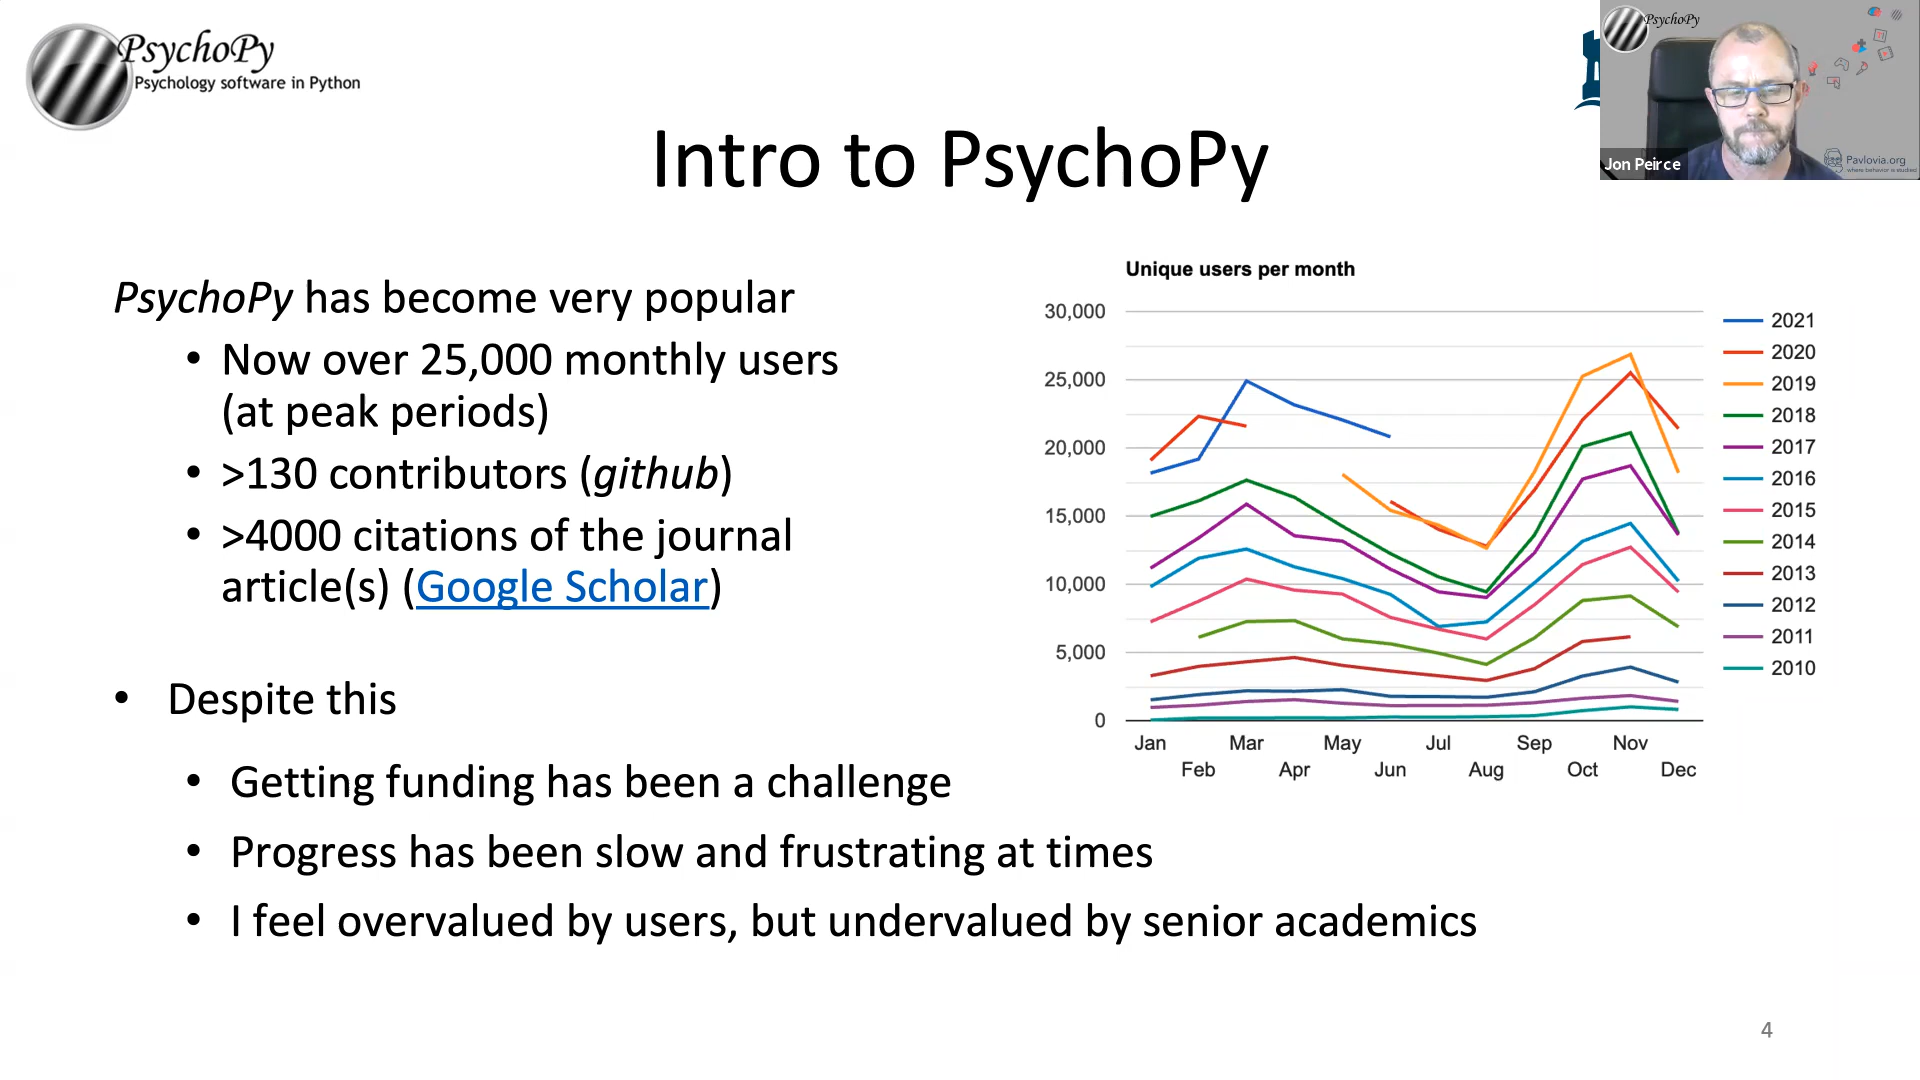 PsychoPy
Psychology software in Python
PsychoPy
Jon Peirce
Pavlovia.org
where behavior is studied
Intro to PsychoPy
PsychoPy has become very popular
• Now over 25,000 monthly users
(at peak periods)
• >130 contributors (github)
• >4000 citations of the journal
article(s) (Google Scholar)
• Despite this
• Getting funding has been a challenge
• Progress has been slow and frustrating at times
• I feel overvalued by users, but undervalued by senior academics
Unique users per month
30,000
25,000
20,000
15,000
10,000
5,000
0
Jan Mar May Jul Sep Nov
Feb Apr Jun Aug Oct Dec
2021
2020
2019
2018
2017
2016
2015
2014
2013
2012
2011
2010
4